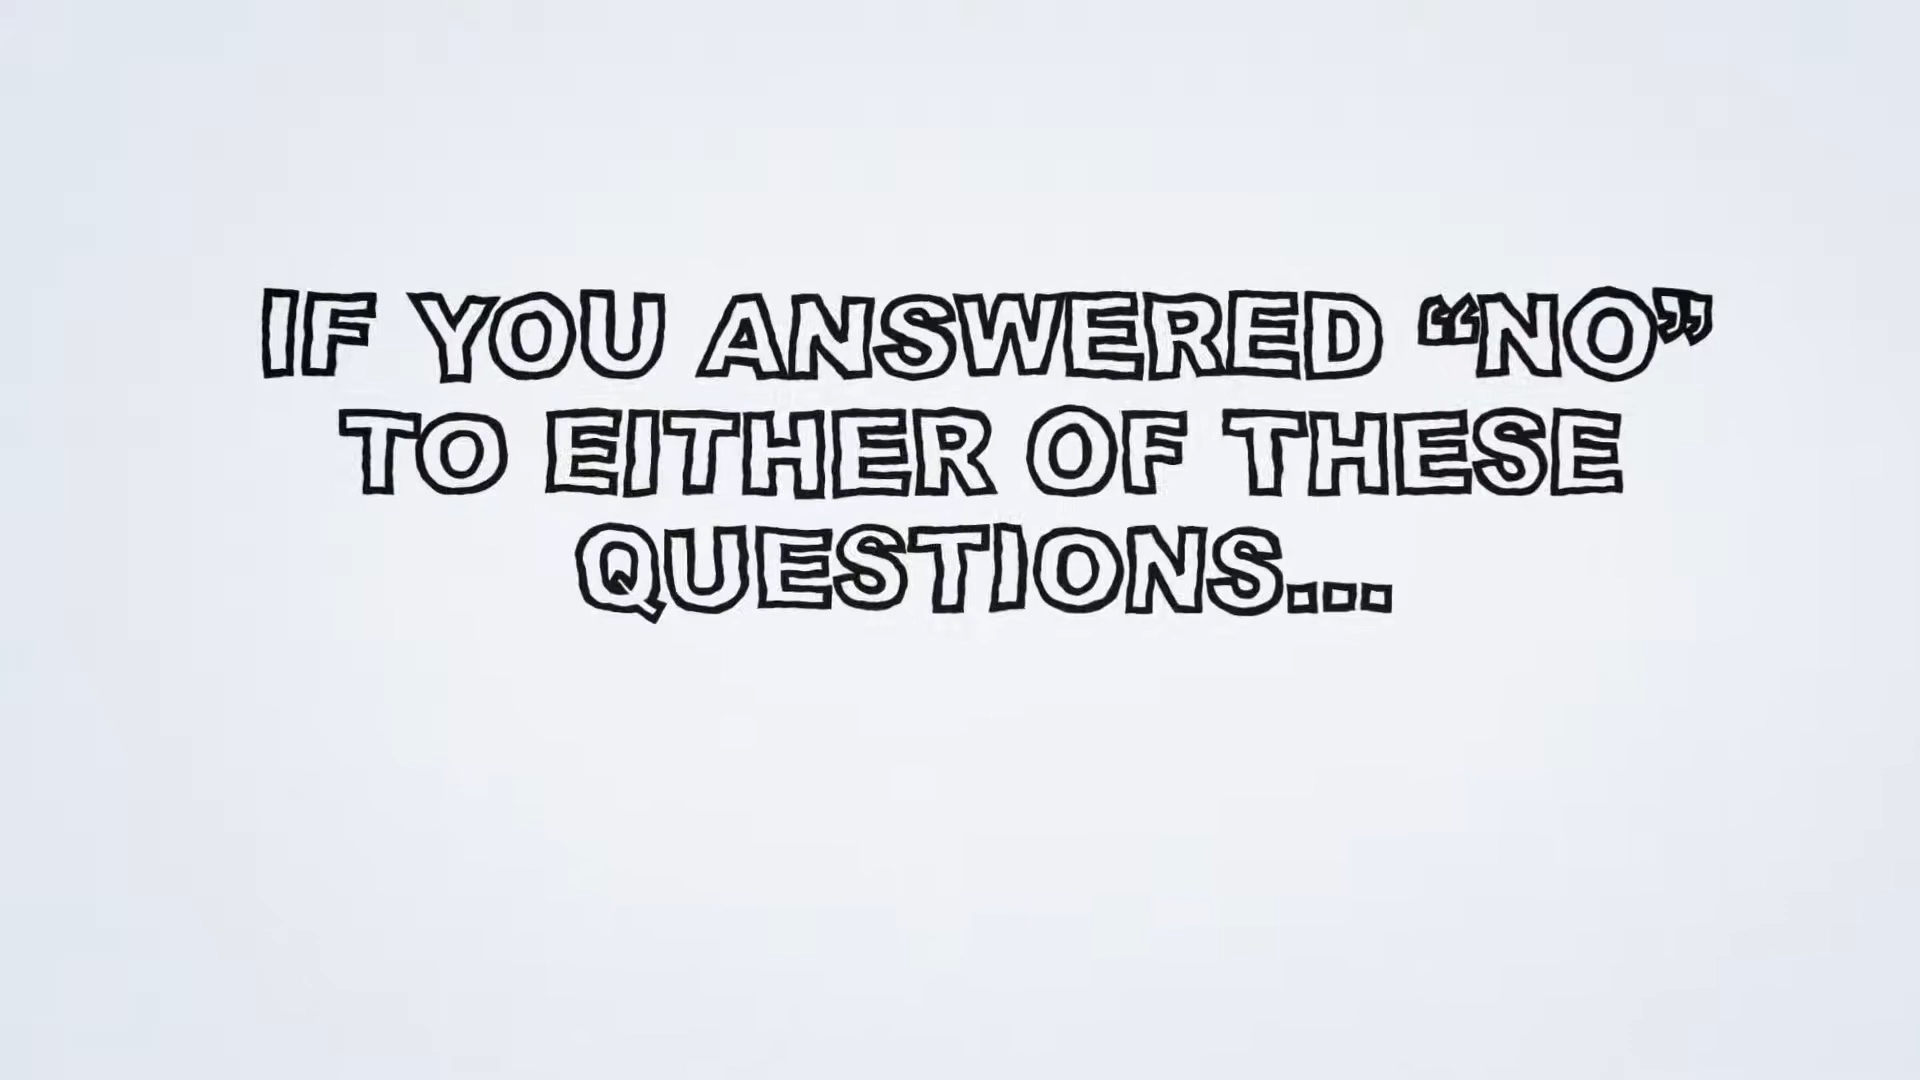 IF YOU ANSWERED “NO”
TO EITHER OF THESE
QUESTIONS...